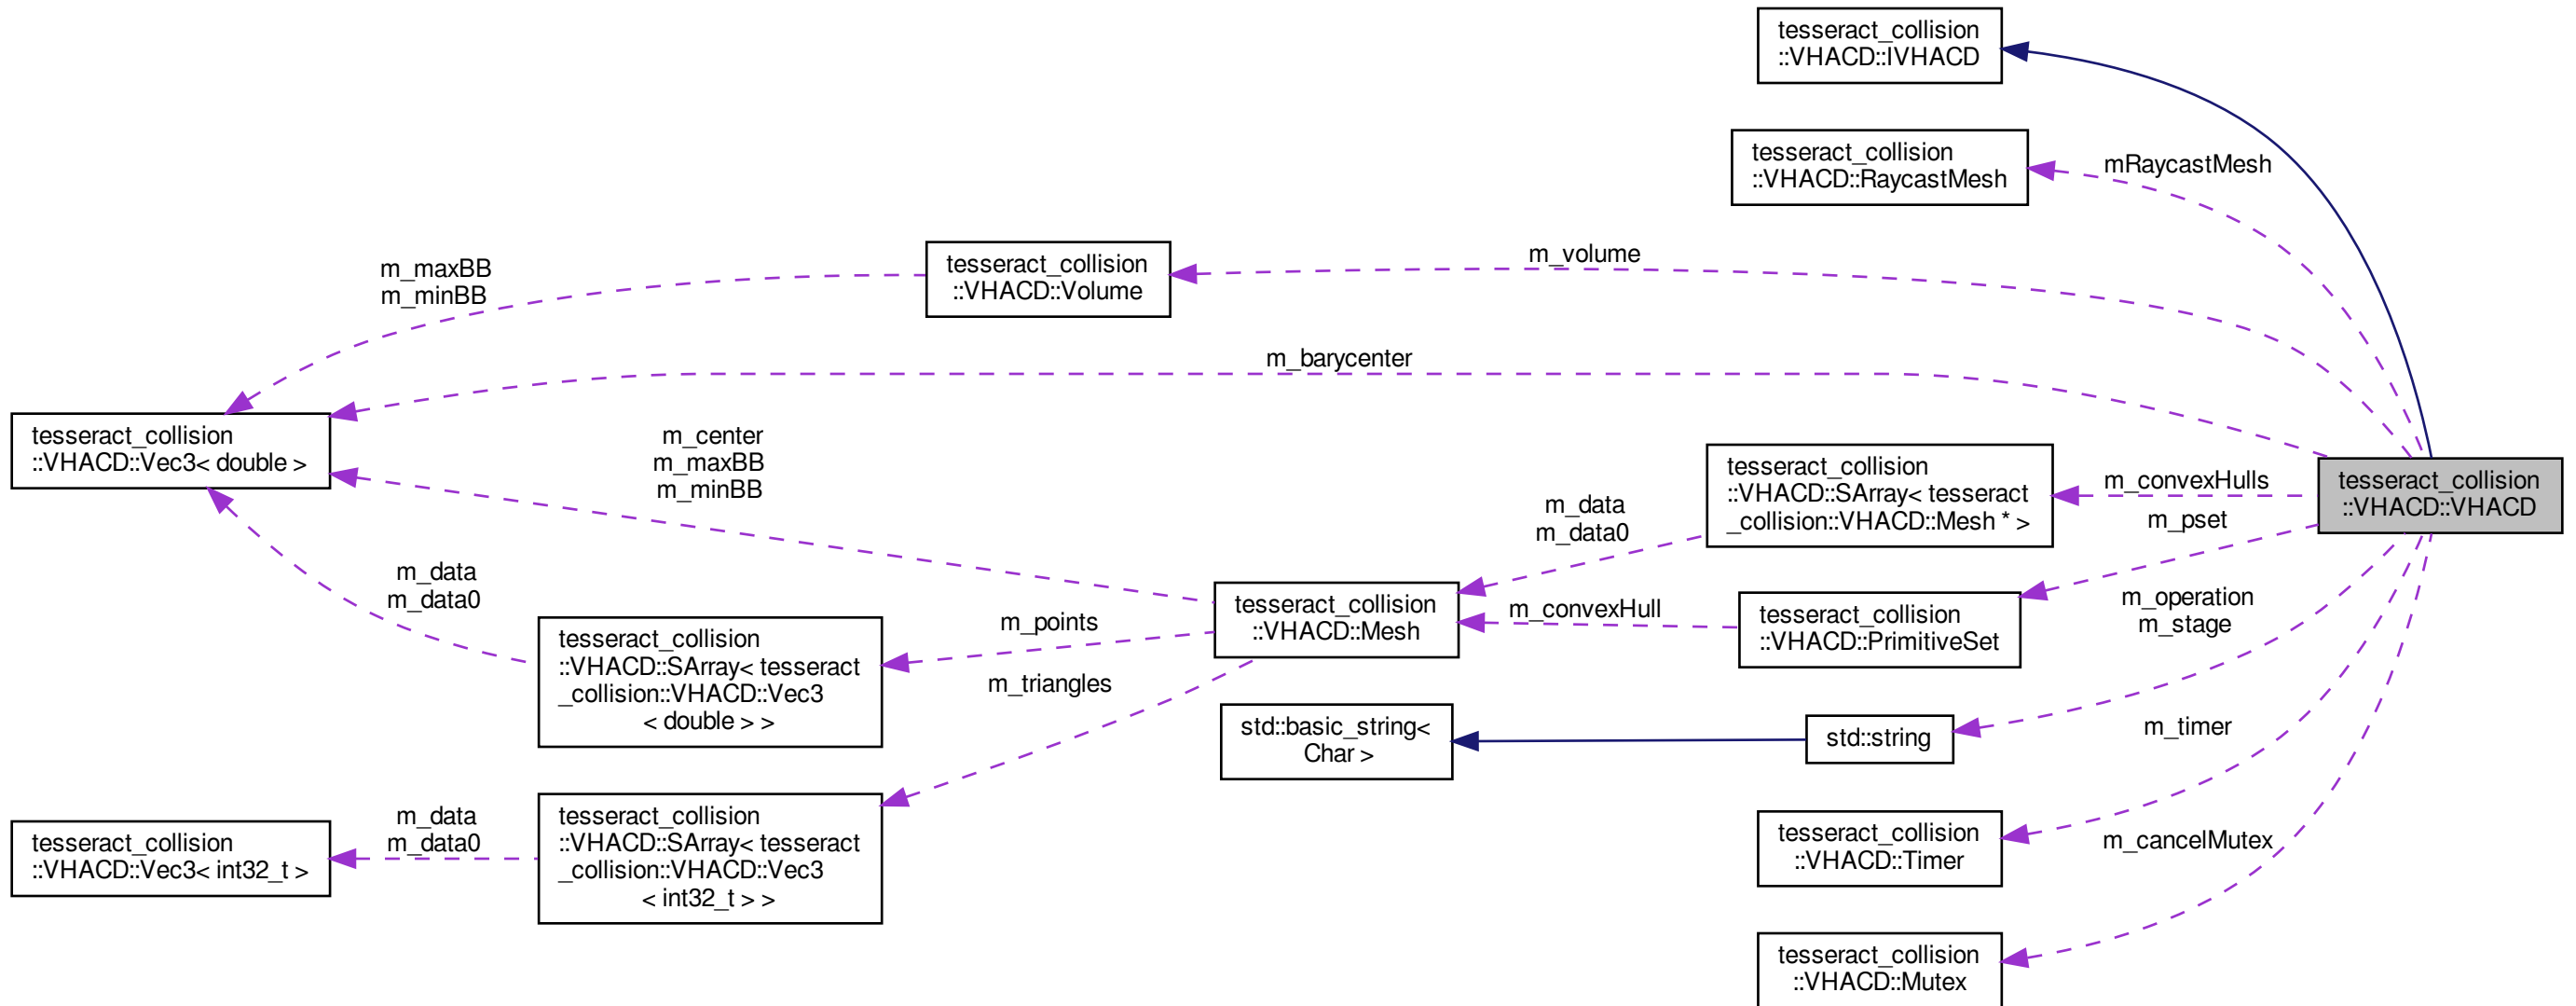 tesseract_collision
::VHACD::IVHACD
tesseract_collision
::VHACD::RaycastMesh
mRaycastMesh
tesseract_collision
::VHACD::Volume
m_volume
m_maxBB
m_minBB
m_barycenter
tesseract_collision
::VHACD::Vec3< double >
m_center
m_maxBB
m_minBB
tesseract_collision
::VHACD::SArray< tesseract
_collision::VHACD::Mesh * >
m_convexHulls
tesseract_collision
::VHACD::VHACD
m_data
m_data0
m_pset
m_data
m_data0
tesseract_collision
::VHACD::Mesh
m_convexHull
tesseract_collision
::VHACD::PrimitiveSet
m_operation
m_stage
tesseract_collision
::VHACD::SArray< tesseract
_collision::VHACD::Vec3
< double > >
m_points
m_triangles
std::basic_string<
Char >
std::string
m_timer
tesseract_collision
::VHACD::Vec3< int32_t >
m_data
m_data0
tesseract_collision
::VHACD::SArray< tesseract
_collision::VHACD::Vec3
< int32_t > >
tesseract_collision
::VHACD::Timer
m_cancelMutex
tesseract_collision
::VHACD::Mutex